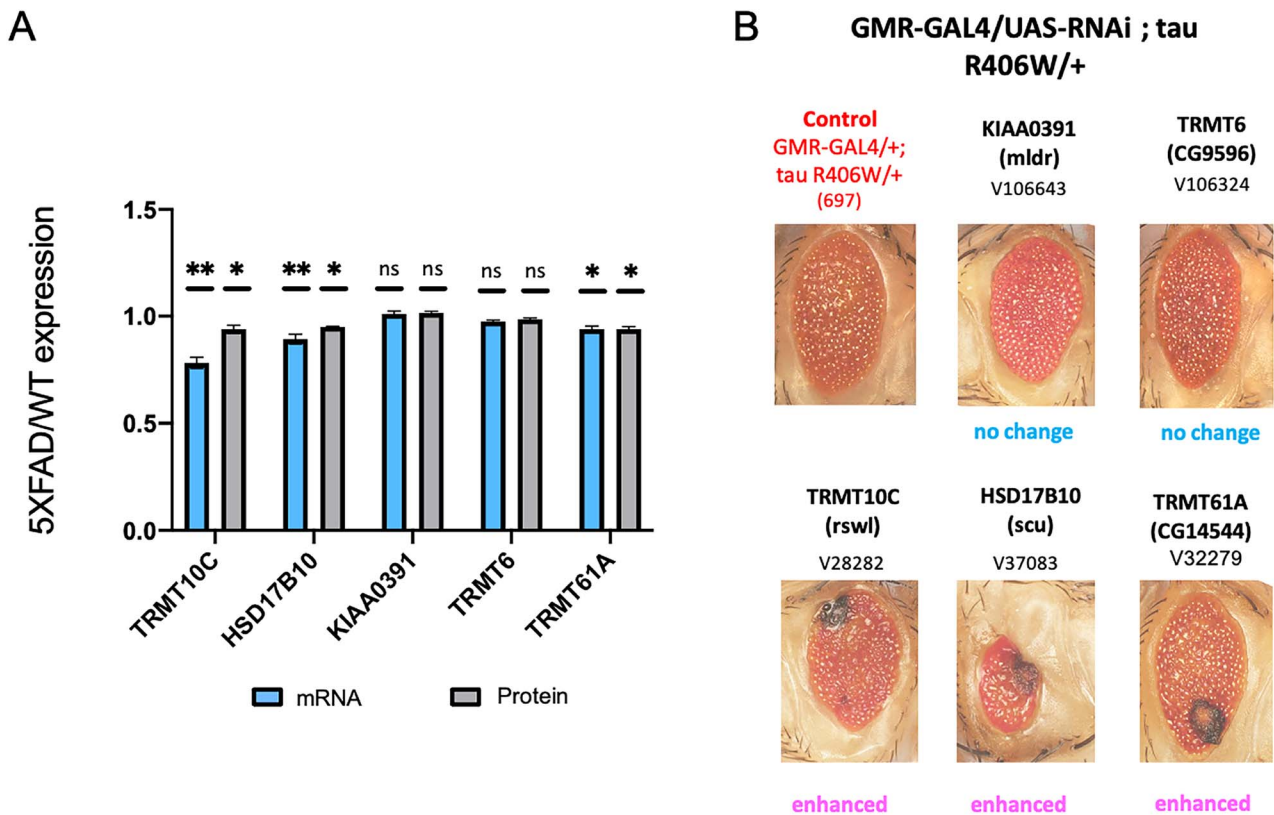 A
5XFAD/WT expression
1.5
1.0
0.5
0.0
** * ** * ns ns ns ns * *
TRMT10C
HSD17B10
KIAA0391
TRMT6
TRMT61A
mRNA
Protein
B
GMR-GAL4/UAS-RNAi ; tau
R406W/+
Control
GMR-GAL4/+;
tau R406W/+
(697)
KIAA0391
(mldr)
V106643
TRMT6
(CG9596)
V106324
no change
no change
TRMT10C
(rswl)
V28282
HSD17B10
(scu)
V37083
TRMT61A
(CG14544)
V32279
enhanced
enhanced
enhanced